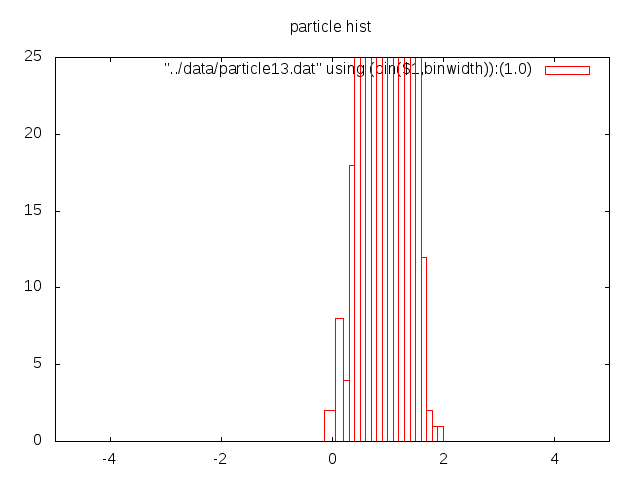 particle hist
"../data/particle13.dat" using (bin($1,binwidth)):(1.0)
25
20
15
10
5
0
-4 -2 0 2 4